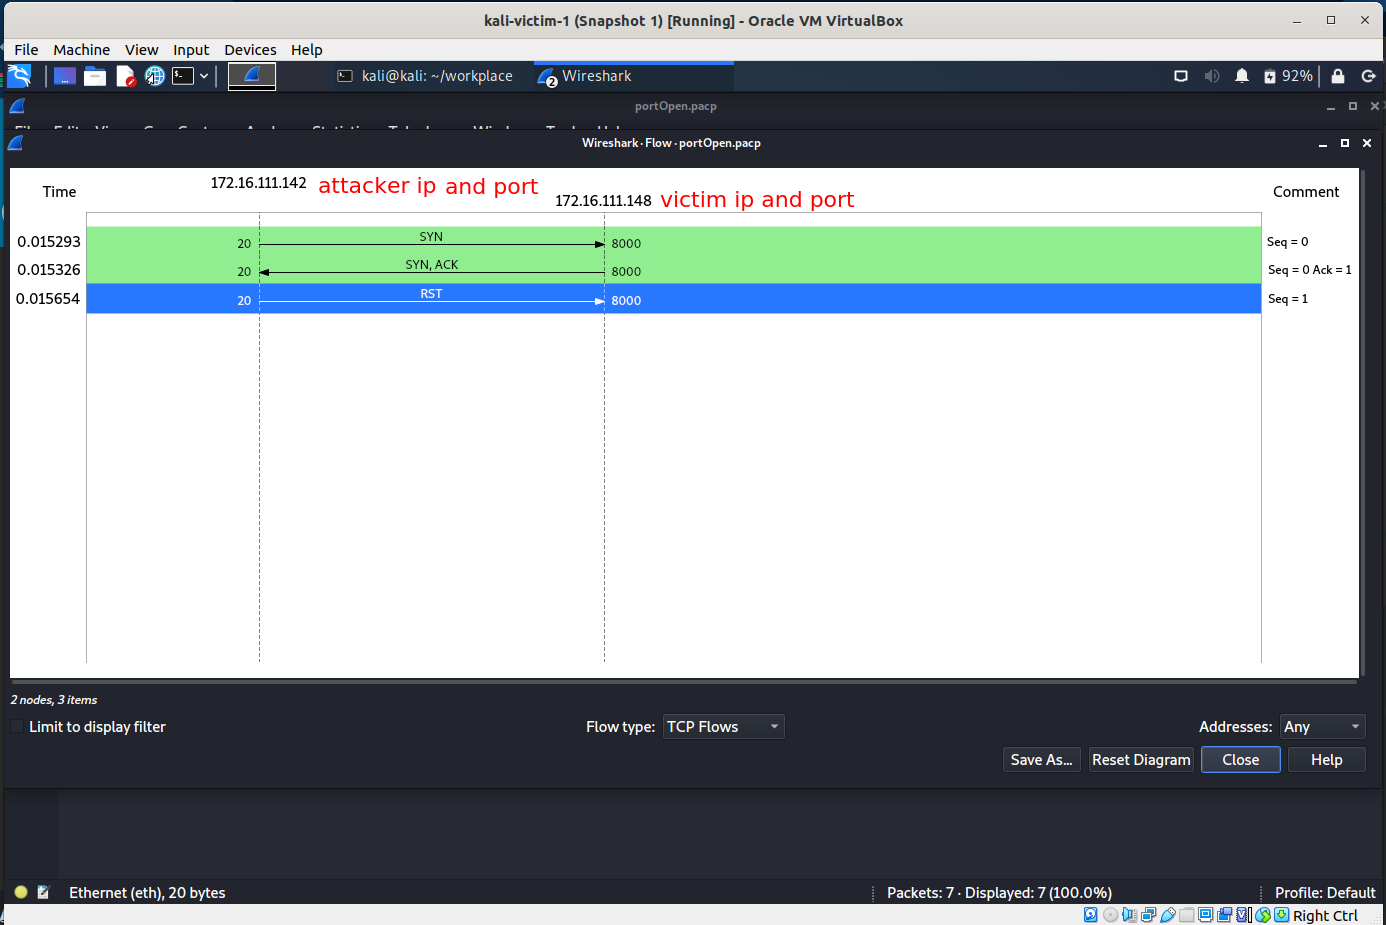 kali-victim-1 (Snapshot 1) [Running] - Oracle VM VirtualBox
File Machine View Input Devices Help
kali@kali: ~/workplace
2 Wireshark
92%
portOpen.pacp
Wireshark · Flow · portOpen.pacp
Time
172.16.111.142 attacker ip and port
172.16.111.148 victim ip and port
Comment
0.015293 20 SYN 8000 Seq = 0
0.015326 20 SYN, ACK 8000 Seq = 0 Ack = 1
0.015654 20 RST 8000 Seq = 1
2 nodes, 3 items
Limit to display filter
Flow type: TCP Flows
Addresses: Any
Save As... Reset Diagram Close Help
Ethernet (eth), 20 bytes
Packets: 7 · Displayed: 7 (100.0%)
Profile: Default
Right Ctrl